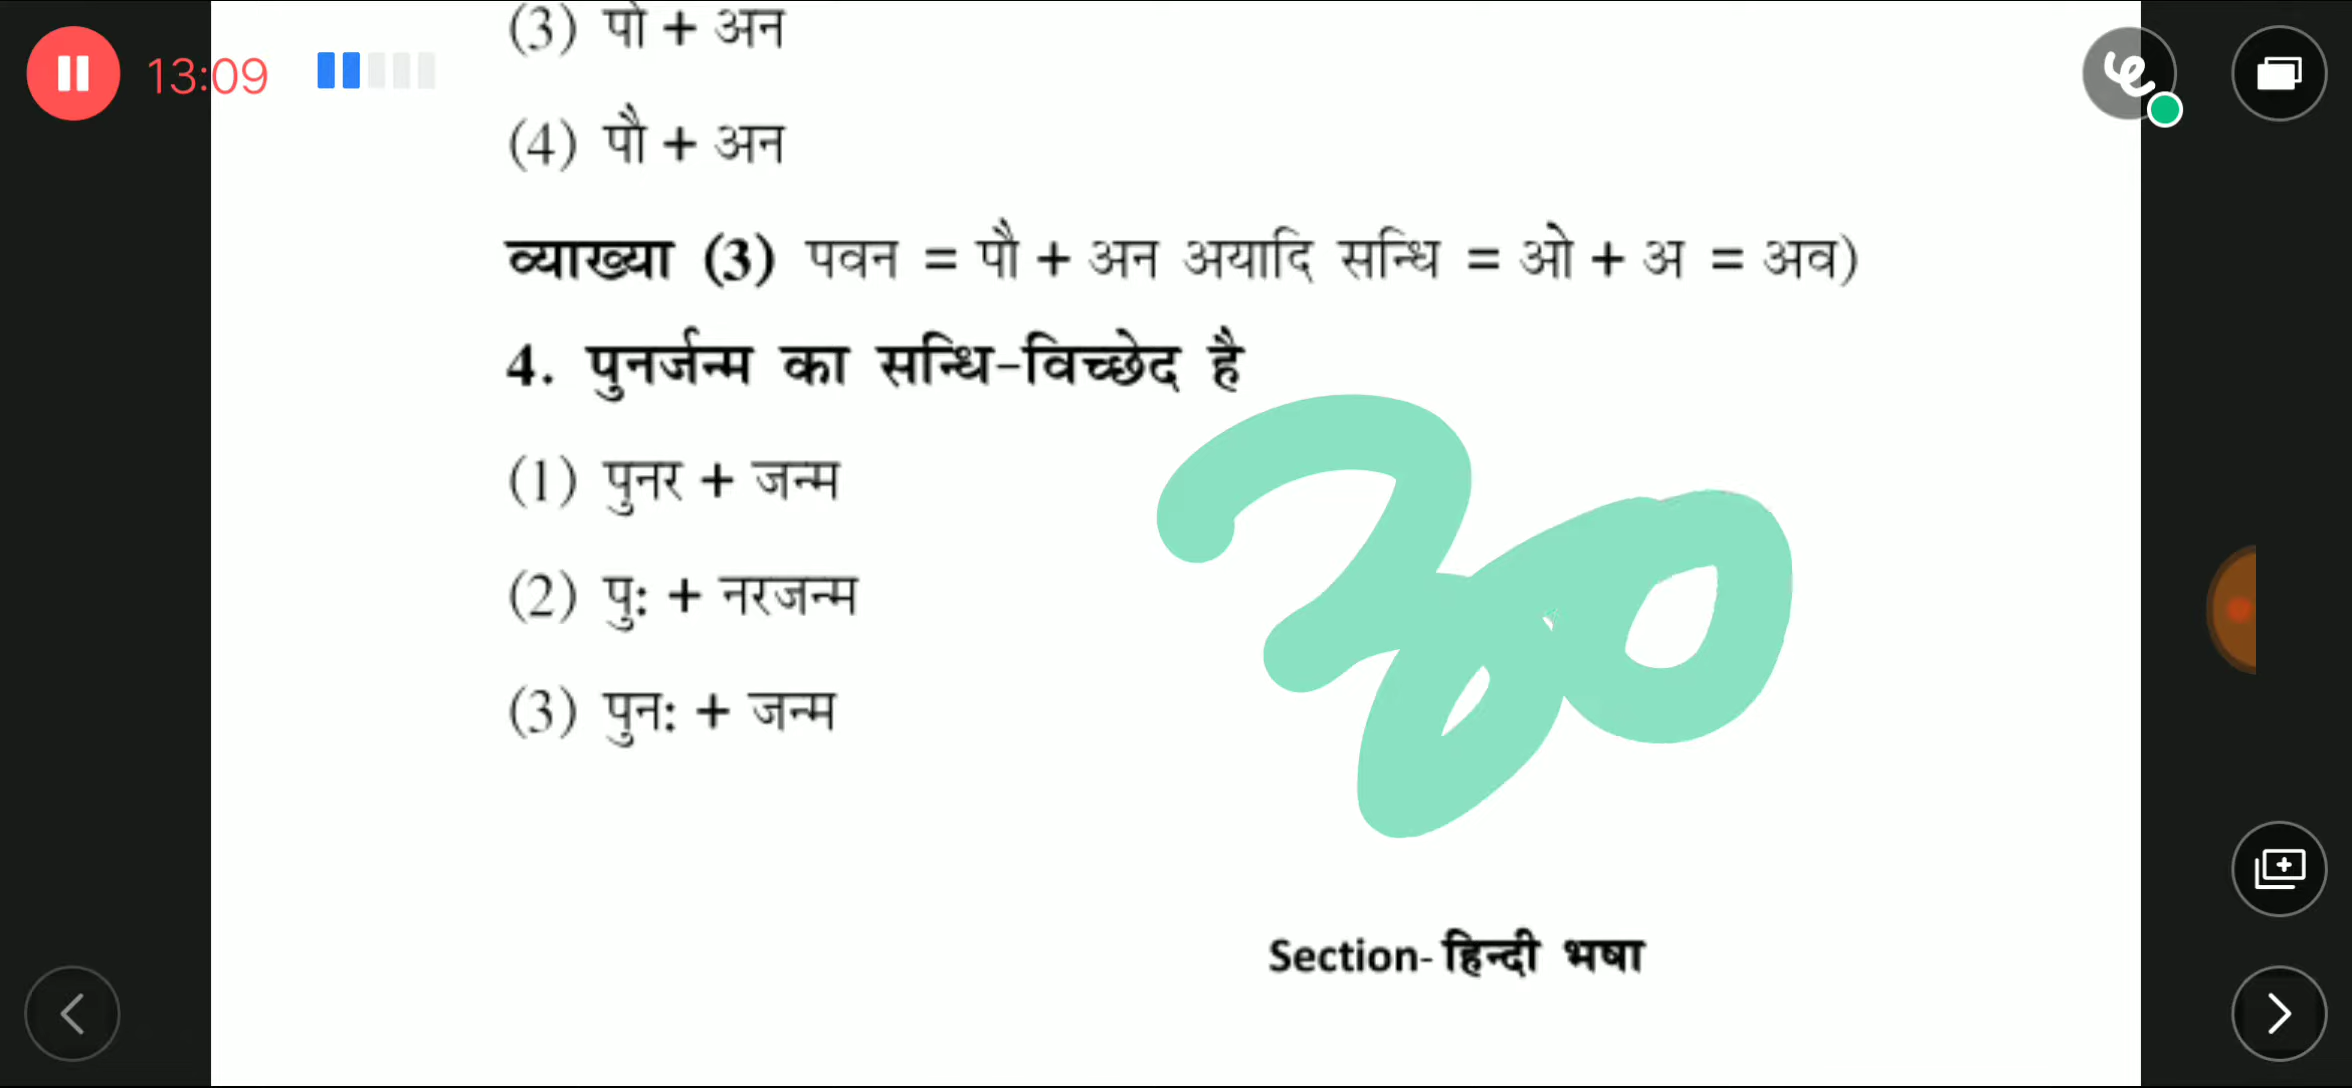 (3) पो + अन
13:09
(4) पौ + अन
व्याख्या (3) पवन = पौ + अन अयादि सन्धि = ओ + अ = अव)
4. पुनर्जन्म का सन्धि-विच्छेद है
(1) पुनर + जन्म
(2) पु: + नरजन्म
(3) पुन: + जन्म
Section- हिन्दी भषा